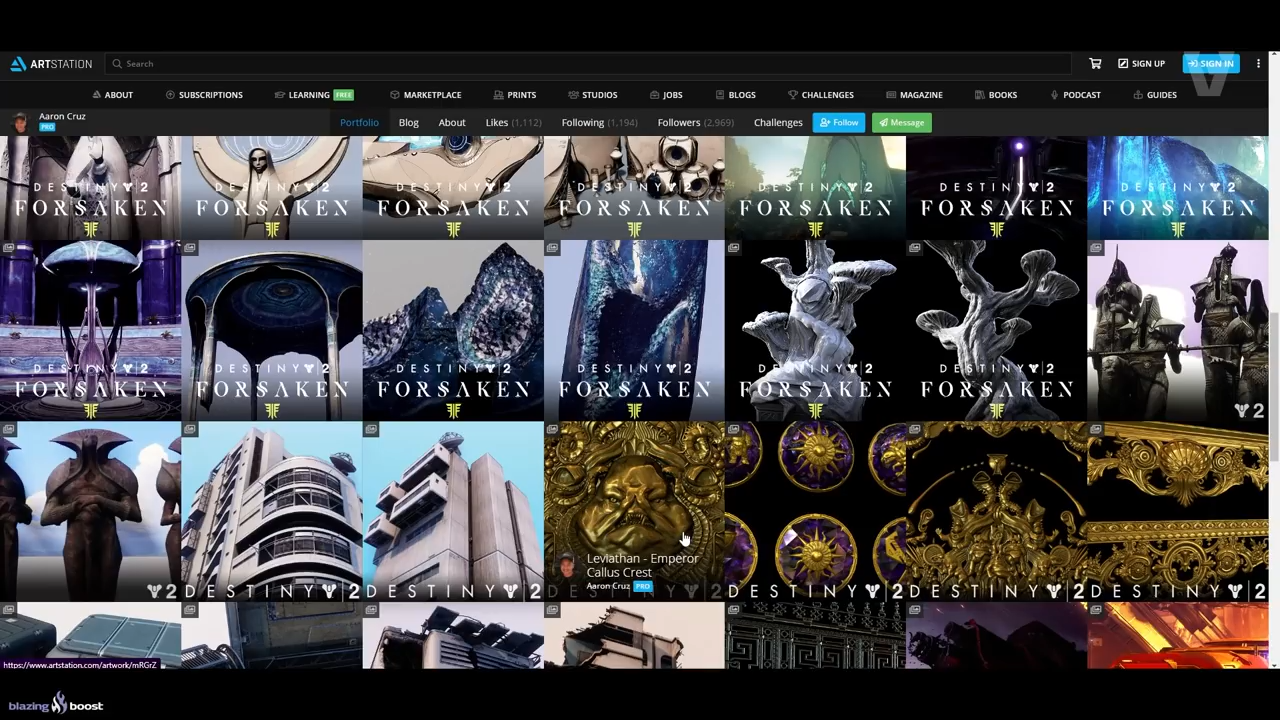 ARTSTATION
Search
SIGN UP
SIGN IN
ABOUT
SUBSCRIPTIONS
LEARNING FREE
MARKETPLACE
PRINTS
STUDIOS
JOBS
BLOGS
CHALLENGES
MAGAZINE
BOOKS
PODCAST
GUIDES
Aaron Cruz
PRO
Portfolio
Blog
About
Likes (1,112)
Following (1,194)
Followers (2,969)
Challenges
Follow
Message
DESTINY 2
FORSAKEN
DESTINY 2
FORSAKEN
DESTINY 2
FORSAKEN
DESTINY 2
FORSAKEN
DESTINY 2
FORSAKEN
DESTINY 2
FORSAKEN
DESTINY 2
FORSAKEN
DESTINY 2
FORSAKEN
DESTINY 2
FORSAKEN
DESTINY 2
FORSAKEN
DESTINY 2
FORSAKEN
DESTINY 2
FORSAKEN
DESTINY 2
FORSAKEN
2
2
DESTINY 2
DESTINY 2
Leviathan - Emperor
Callus Crest
Aaron Cruz PRO
DESTINY 2
DESTINY 2
DESTINY 2
DESTINY 2
https://www.artstation.com/artwork/mRGrZ
blazing boost